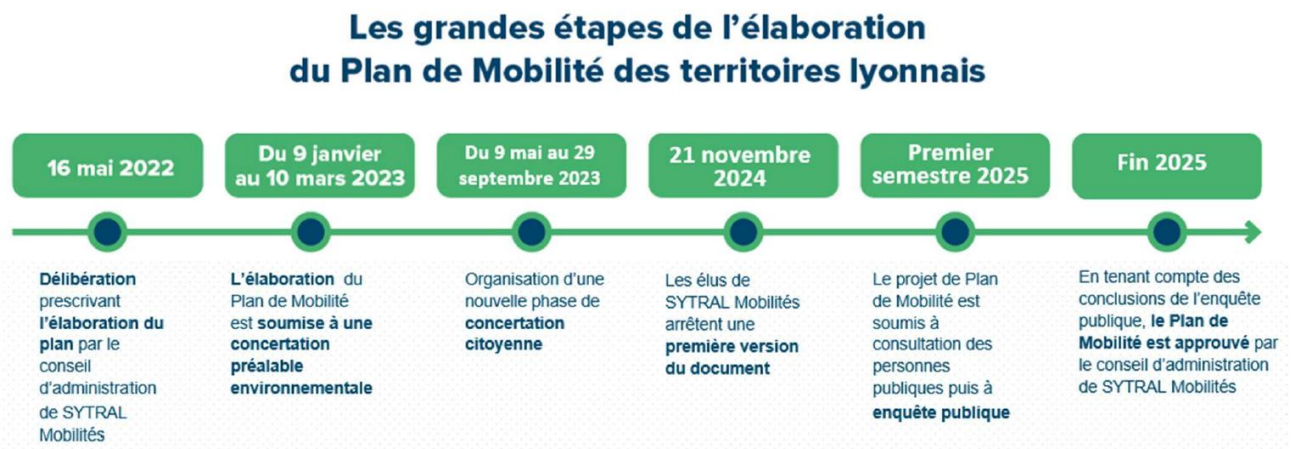 Les grandes étapes de l'élaboration
du Plan de Mobilité des territoires lyonnais
16 mai 2022
Délibération
prescrivant
l'élaboration du
plan par le
conseil
d'administration
de SYTRAL
Mobilités
Du 9 janvier
au 10 mars 2023
L'élaboration du
Plan de Mobilité
est soumise à une
concertation
préalable
environnementale
Du 9 mai au 29
septembre 2023
Organisation d'une
nouvelle phase de
concertation
citoyenne
21 novembre
2024
Les élus de
SYTRAL Mobilités
arrêtent une
première version
du document
Premier
semestre 2025
Le projet de Plan
de Mobilité est
soumis à
consultation des
personnes
publiques puis à
enquête publique
Fin 2025
En tenant compte des
conclusions de l'enquête
publique, le Plan de
Mobilité est approuvé par
le conseil d'administration
de SYTRAL Mobilités